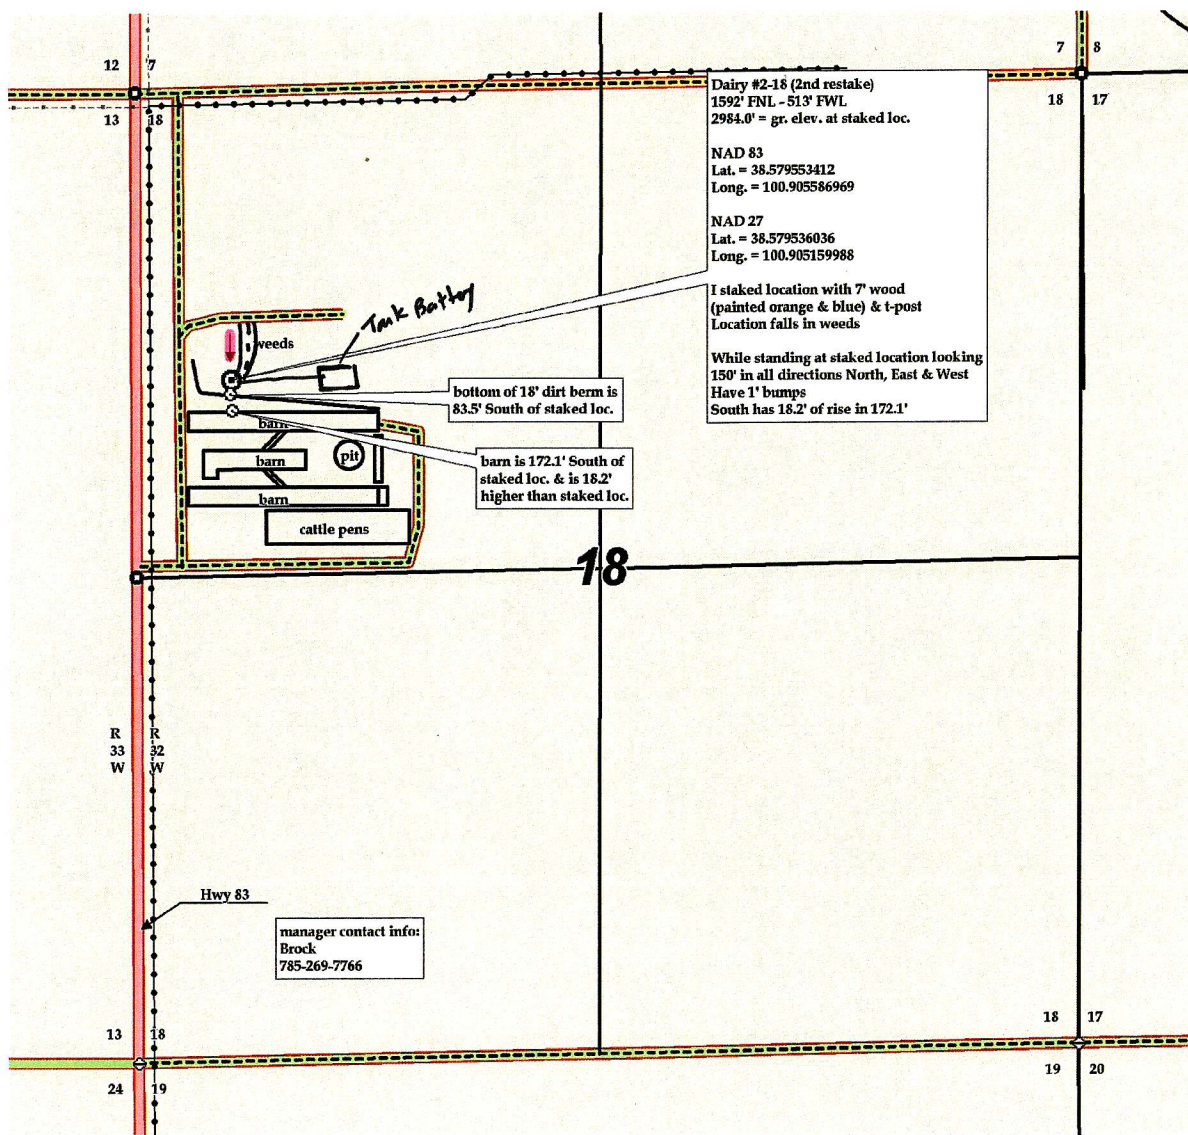 12 7
7 8
13 18
18 17
Dairy #2-18 (2nd restake)
1592' FNL - 513' FWL
2984.0' = gr. elev. at staked loc.
NAD 83
Lat. = 38.579553412
Long. = 100.905586969
NAD 27
Lat. = 38.579536036
Long. = 100.905159988
I staked location with 7' wood
(painted orange & blue) & t-post
Location falls in weeds
While standing at staked location looking
150' in all directions North, East & West
Have 1' bumps
South has 18.2' of rise in 172.1'
Tank Battery
weeds
bottom of 18' dirt berm is
83.5' South of staked loc.
barn
barn
pit
barn is 172.1' South of
staked loc. & is 18.2'
higher than staked loc.
barn
cattle pens
18
R R
33 32
W W
Hwy 83
manager contact info:
Brock
785-269-7766
13 18
18 17
24 19
19 20